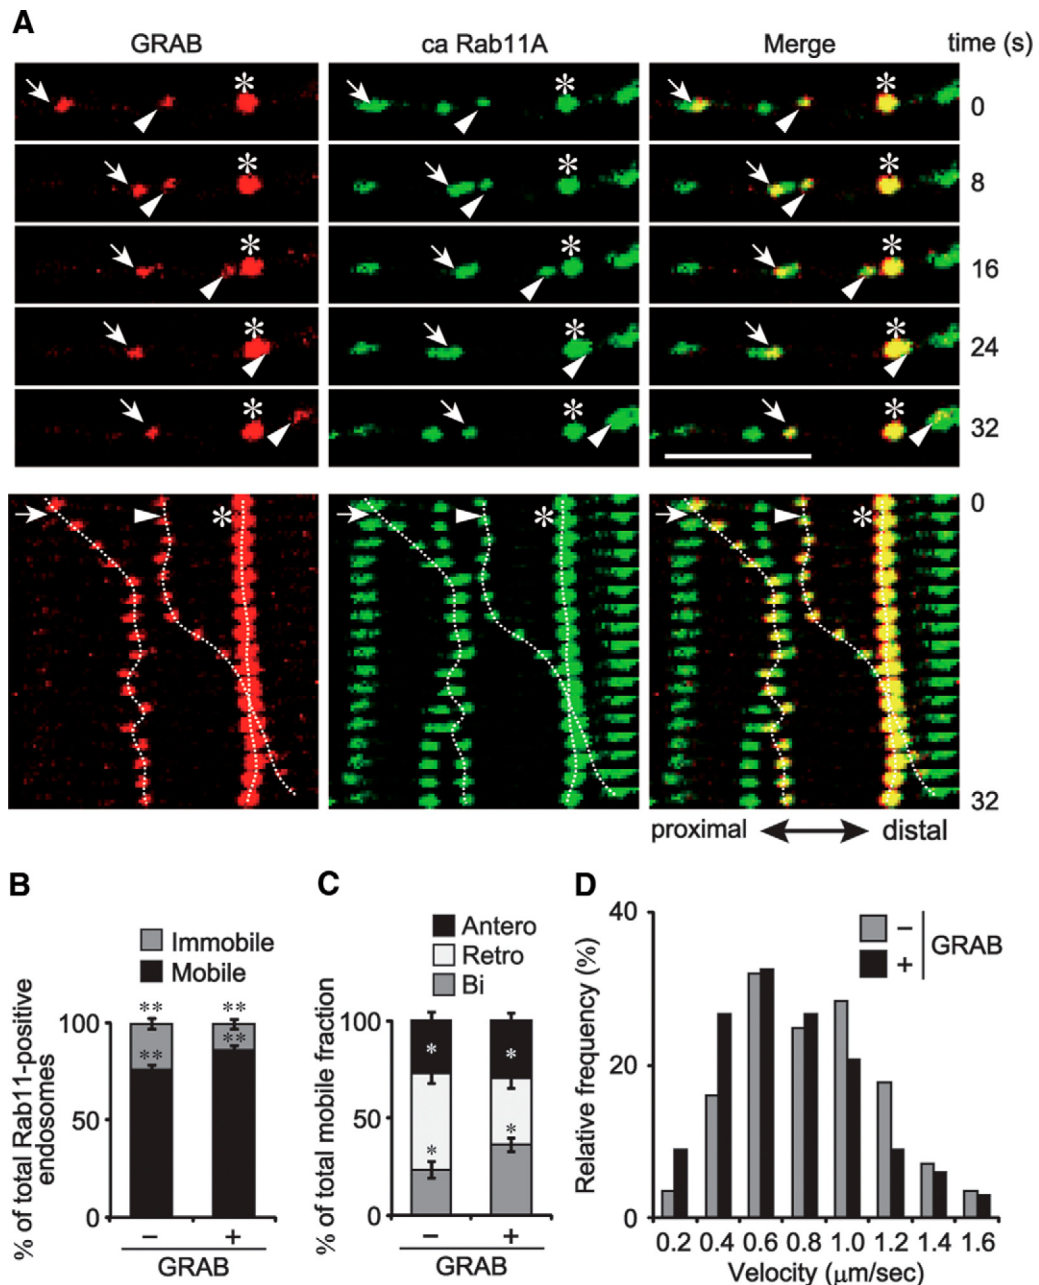 A
GRAB
ca Rab11A
Merge
time (s)
*
*
*
0
*
*
*
8
*
*
*
16
*
*
*
24
*
*
*
32
*
*
*
0
32
proximal
distal
B
Immobile
Mobile
% of total Rab11-positive
endosomes
100
50
0
**
**
**
**
− +
GRAB
C
Antero
Retro
Bi
% of total mobile fraction
100
50
0
*
*
*
*
− +
GRAB
D
−
+
GRAB
Relative frequency (%)
40
20
0
0.2 0.4 0.6 0.8 1.0 1.2 1.4 1.6
Velocity (μm/sec)